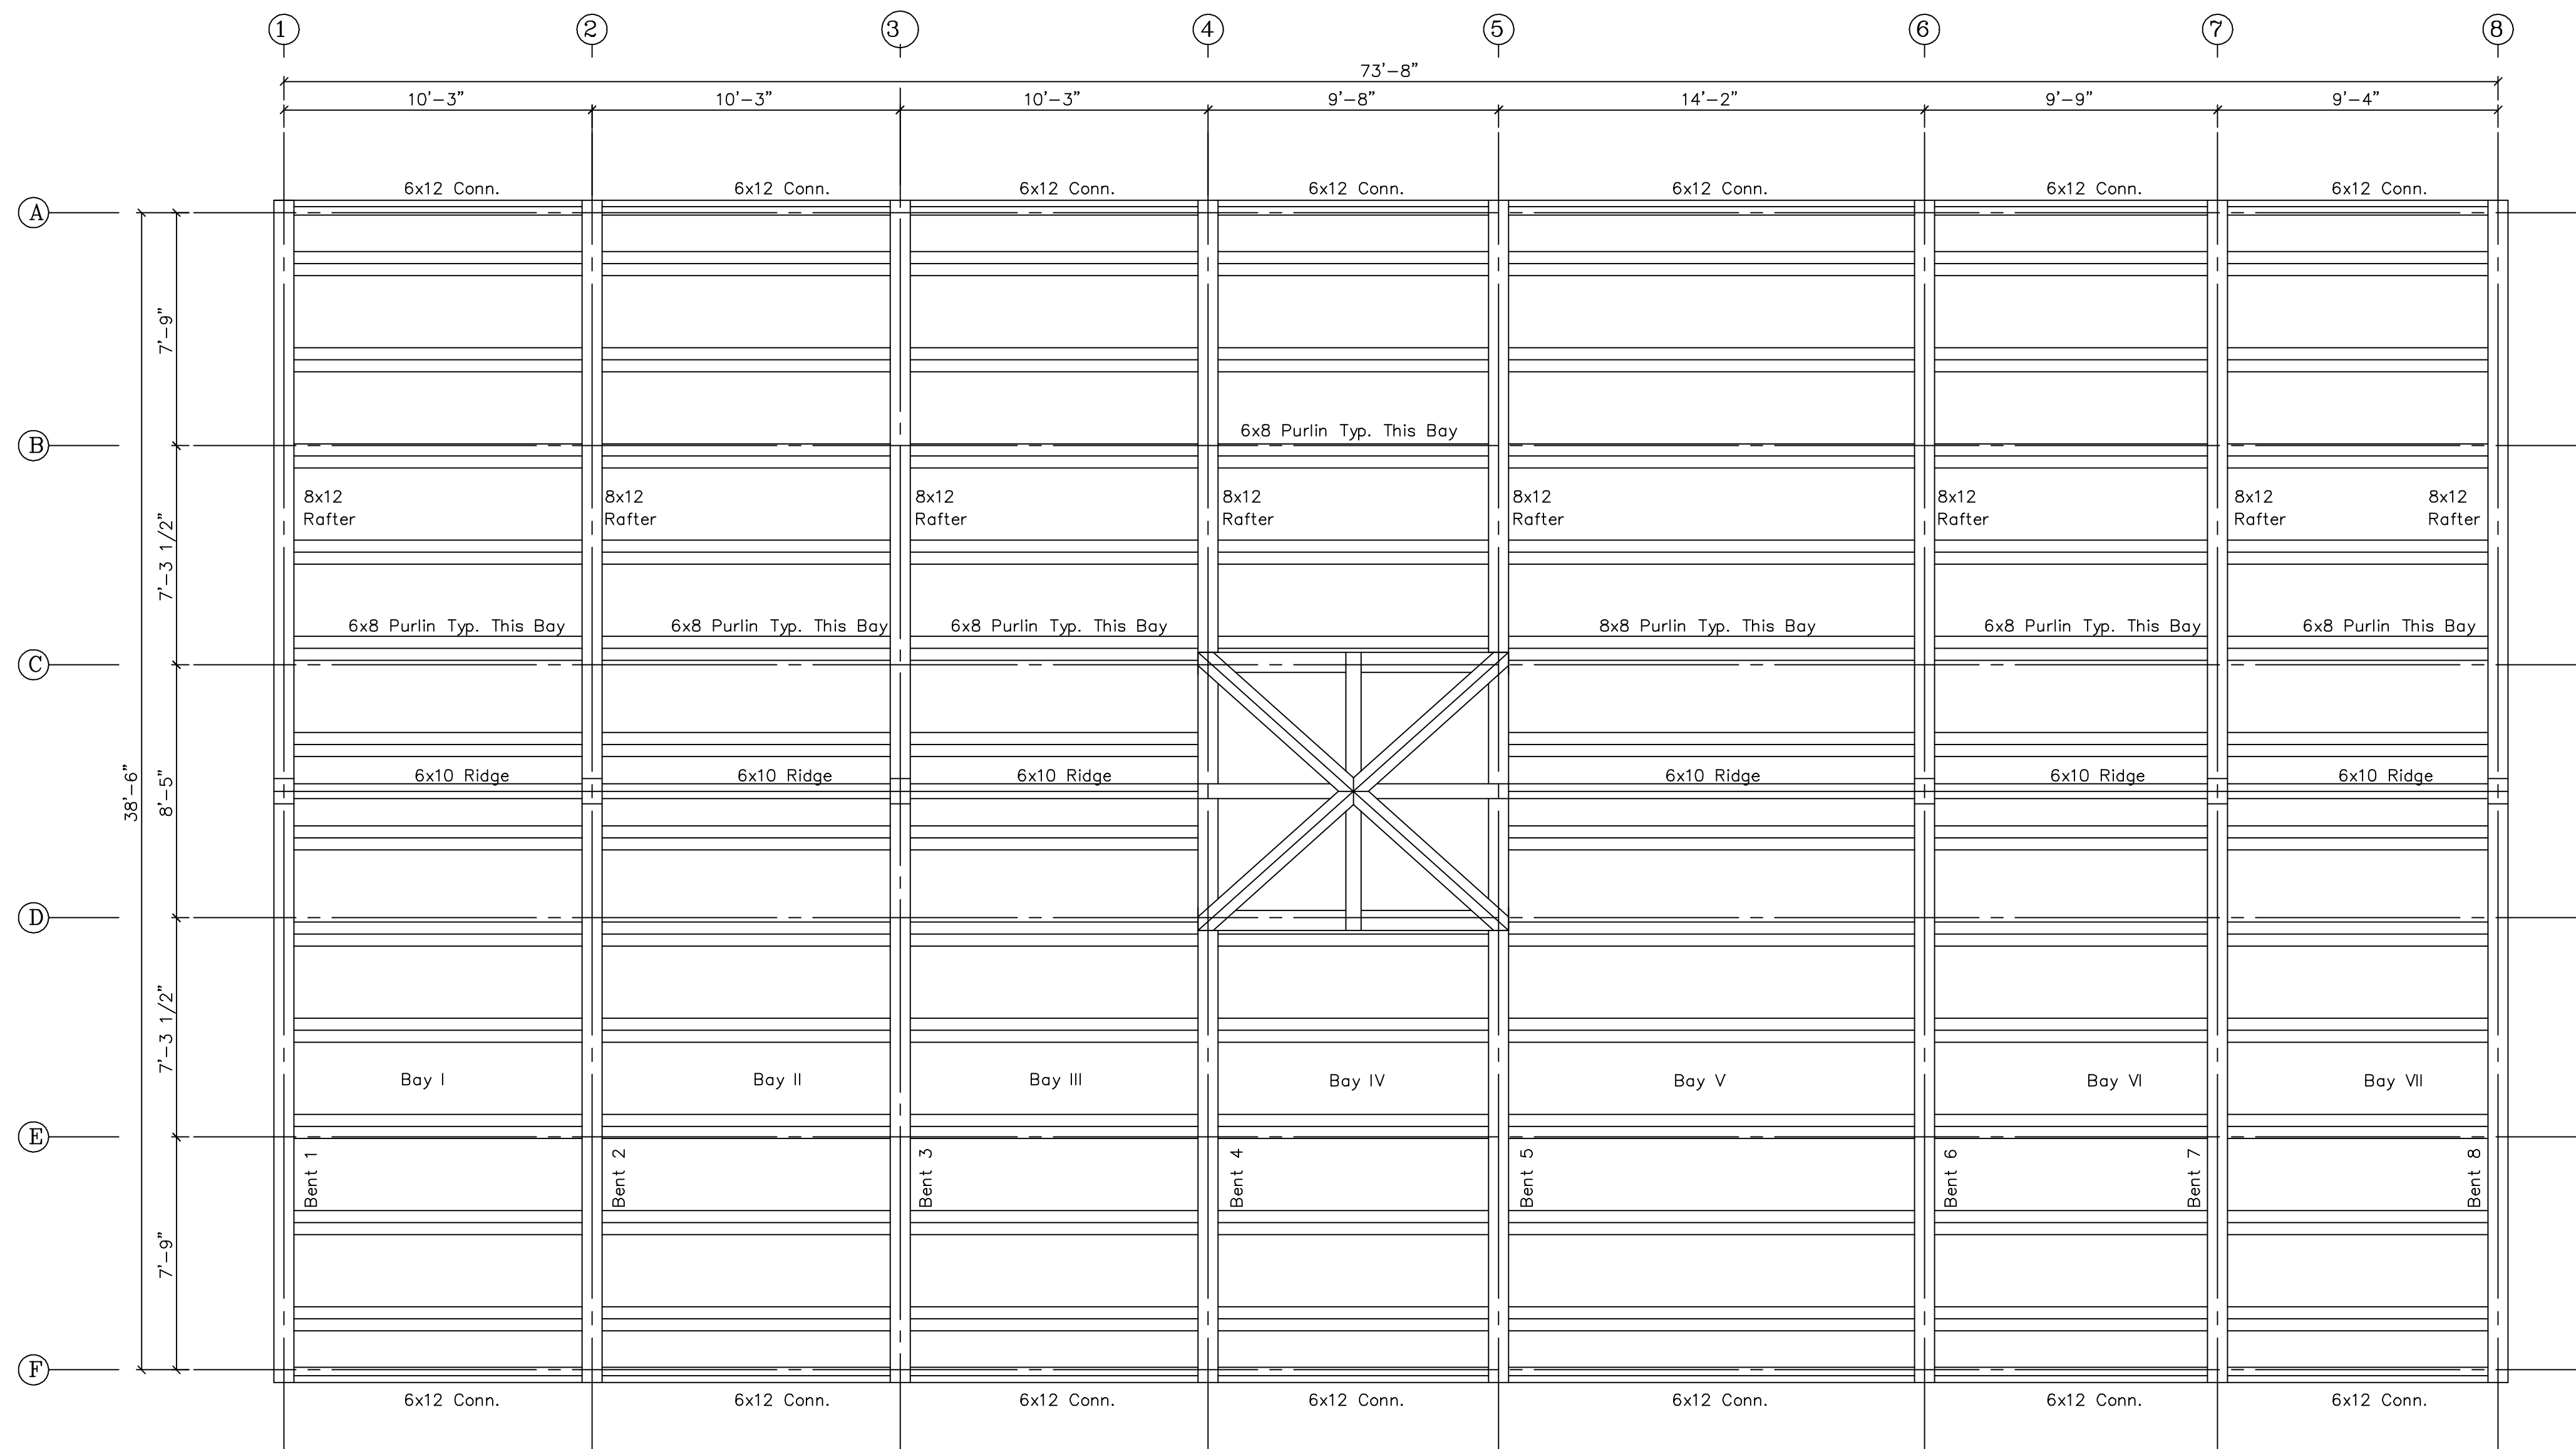 1 2 3 4 5 6 7 8
73'-8"
10'-3" 10'-3" 10'-3" 9'-8" 14'-2" 9'-9" 9'-4"
6x12 Conn. 6x12 Conn. 6x12 Conn. 6x12 Conn. 6x12 Conn. 6x12 Conn. 6x12 Conn.
A
7'-9"
6x8 Purlin Typ. This Bay
B
8x12 8x12 8x12 8x12 8x12 8x12 8x12 8x12
Rafter Rafter Rafter Rafter Rafter Rafter Rafter Rafter
7'-3 1/2"
6x8 Purlin Typ. This Bay 6x8 Purlin Typ. This Bay 6x8 Purlin Typ. This Bay 8x8 Purlin Typ. This Bay 6x8 Purlin Typ. This Bay 6x8 Purlin This Bay
C
6x10 Ridge 6x10 Ridge 6x10 Ridge 6x10 Ridge 6x10 Ridge 6x10 Ridge
38'-6"
8'-5"
D
7'-3 1/2"
Bay I Bay II Bay III Bay IV Bay V Bay VI Bay VII
E
Bent 1 Bent 2 Bent 3 Bent 4 Bent 5 Bent 6 Bent 7 Bent 8
7'-9"
F
6x12 Conn. 6x12 Conn. 6x12 Conn. 6x12 Conn. 6x12 Conn. 6x12 Conn. 6x12 Conn.